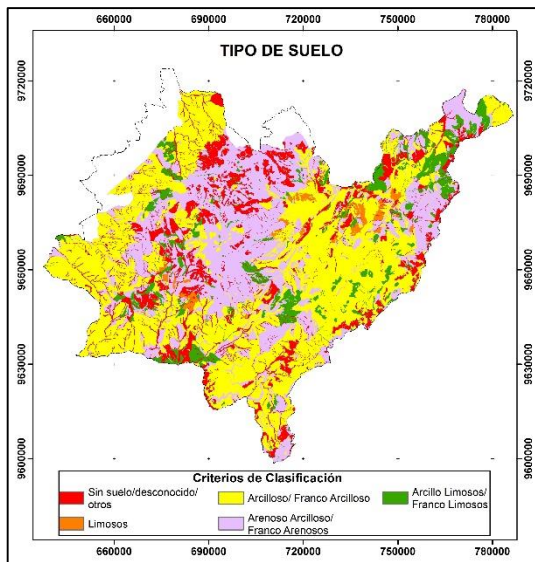 660000 690000 720000 750000 780000
TIPO DE SUELO
9720000 9720000
9690000 9690000
9660000 9660000
9630000 9630000
9600000 9600000
Criterios de Clasificación
Sin suelo/desconocido/
otros
Arcilloso/ Franco Arcilloso
Arcillo Limosos/
Franco Limosos
Limosos
Arenoso Arcilloso/
Franco Arenosos
660000 690000 720000 750000 780000